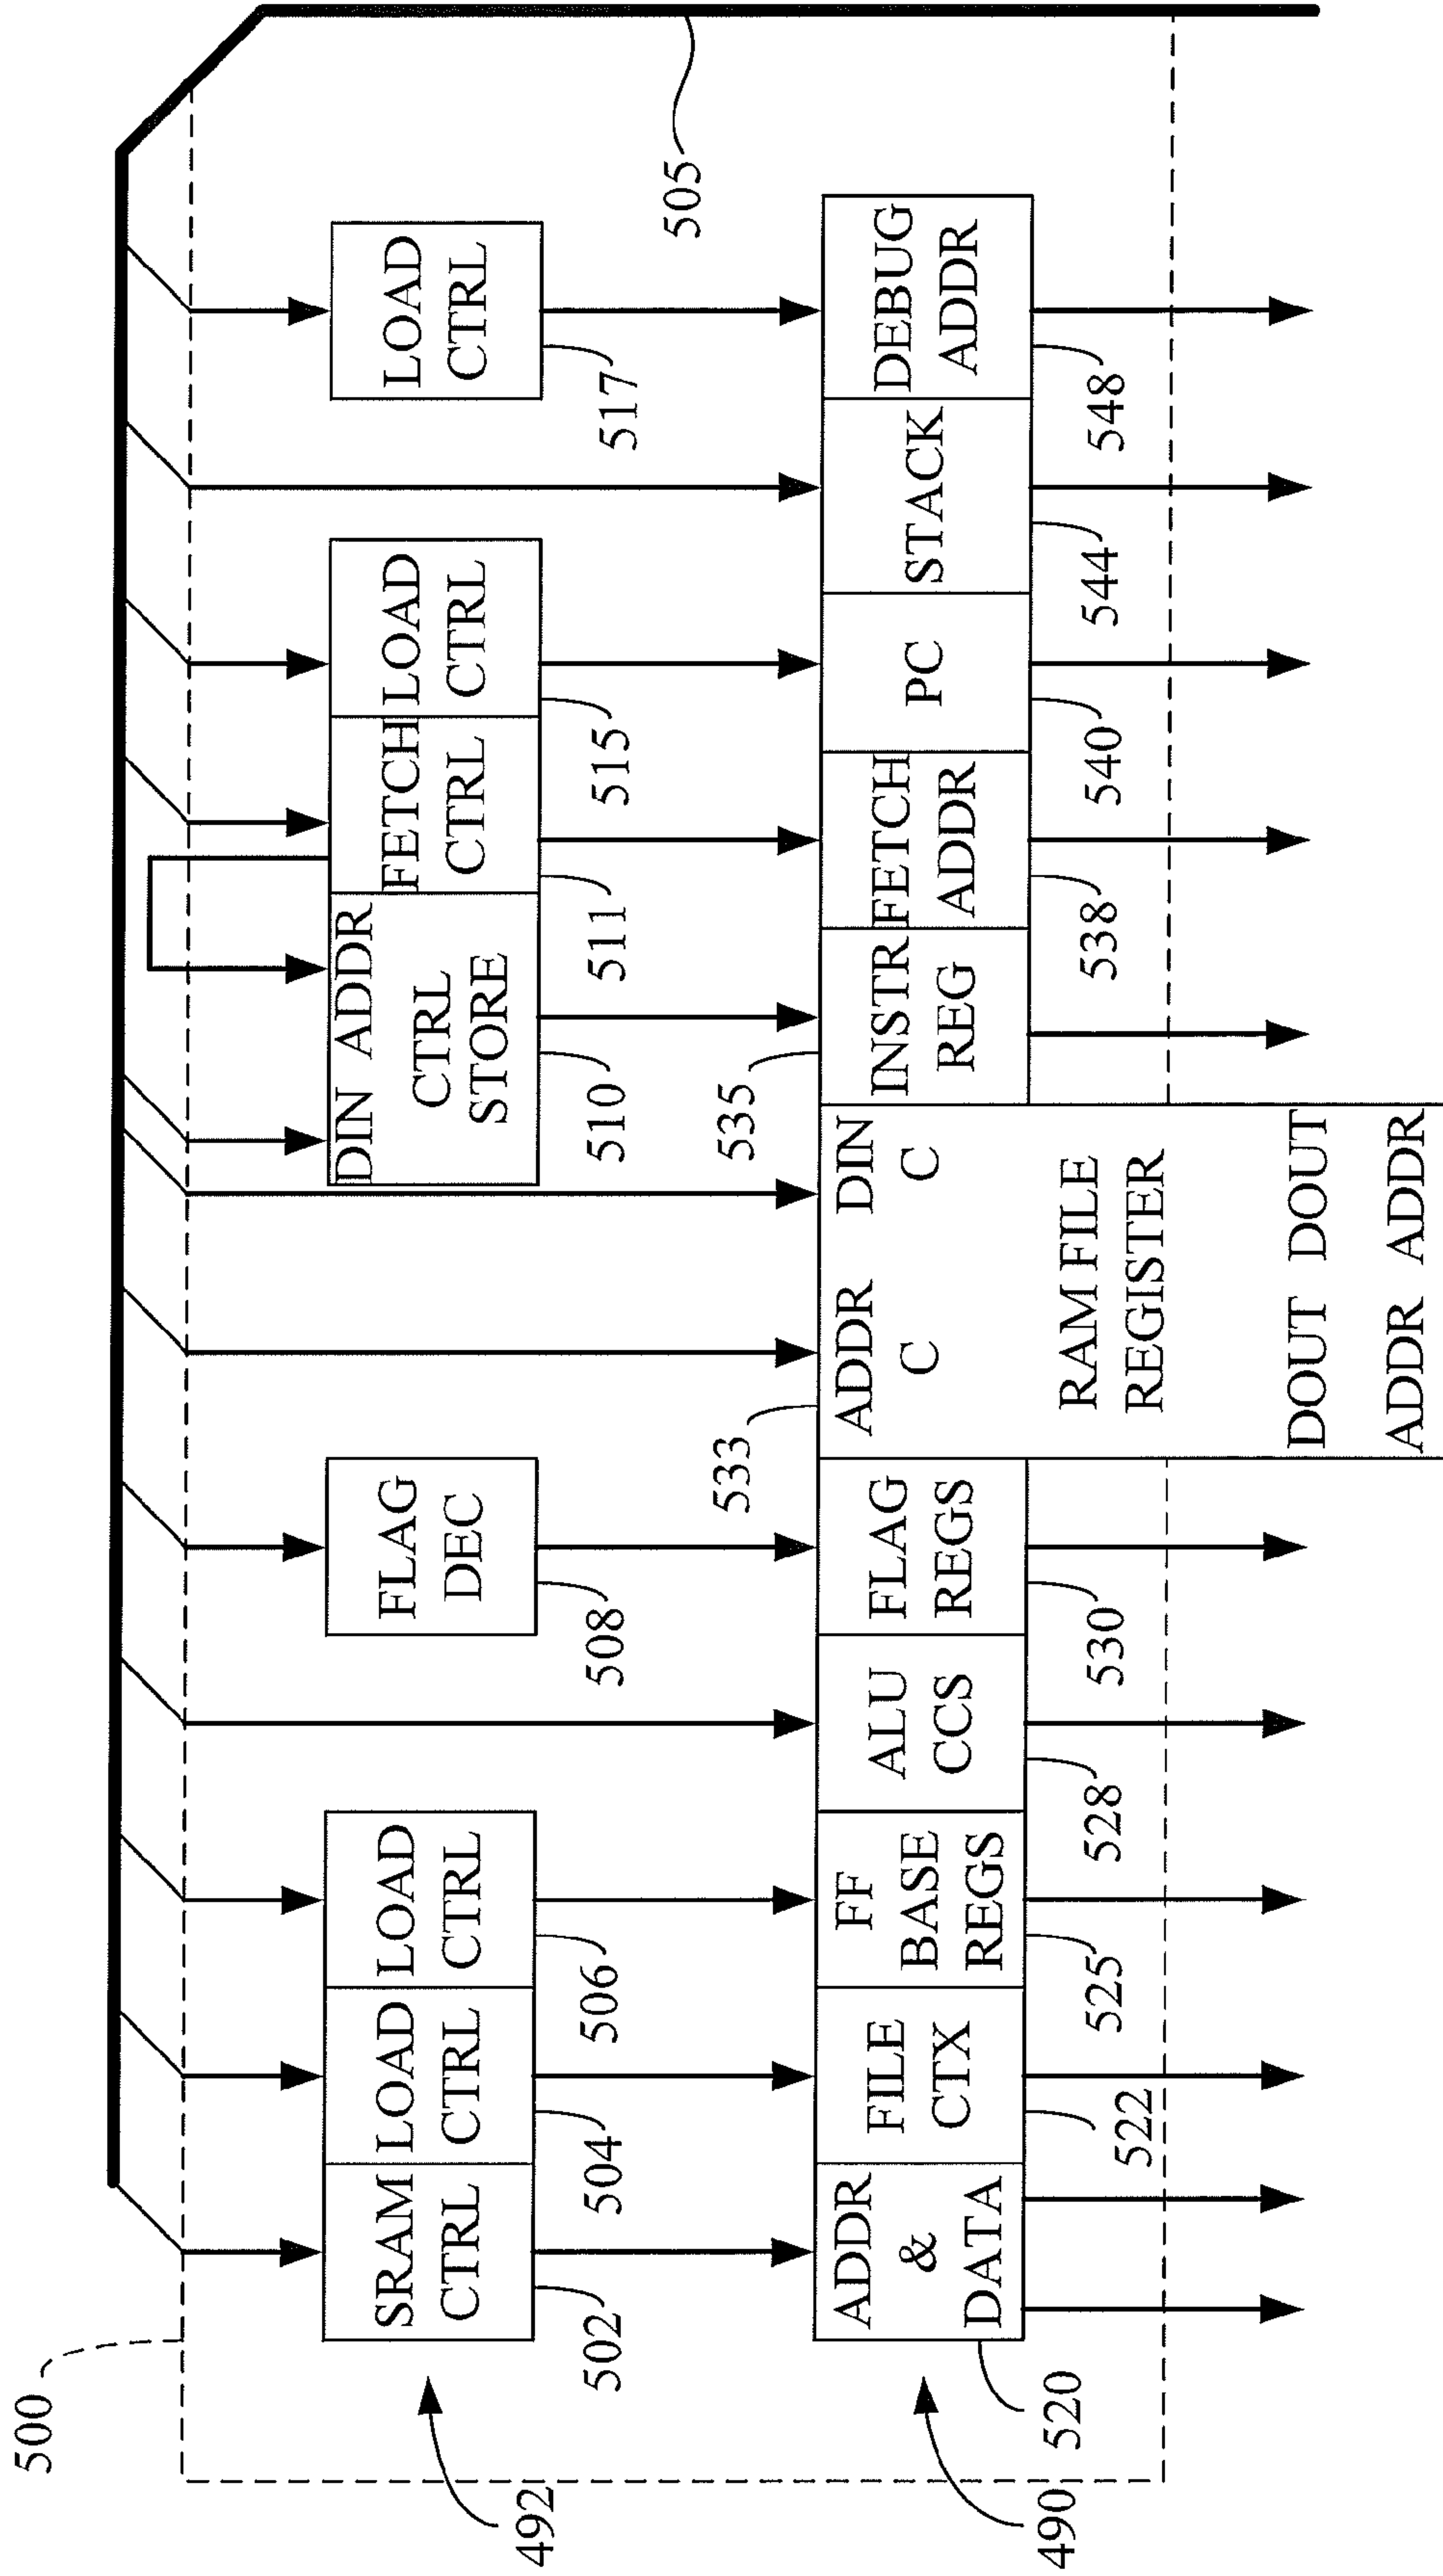 500
492
SRAM
CTRL
502
LOAD
CTRL
504
LOAD
CTRL
506
FLAG
DEC
508
DIN ADDR
CTRL
STORE
510
FETCH
CTRL
511
LOAD
CTRL
515
LOAD
CTRL
517
505
490
ADDR
&
DATA
520
FILE
CTX
522
FF
BASE
REGS
525
ALU
CCS
528
FLAG
REGS
530
533
ADDR DIN
C C
RAM FILE
REGISTER
DOUT DOUT
ADDR ADDR
535
INSTR
REG
FETCH
ADDR
538
PC
540
STACK
544
DEBUG
ADDR
548